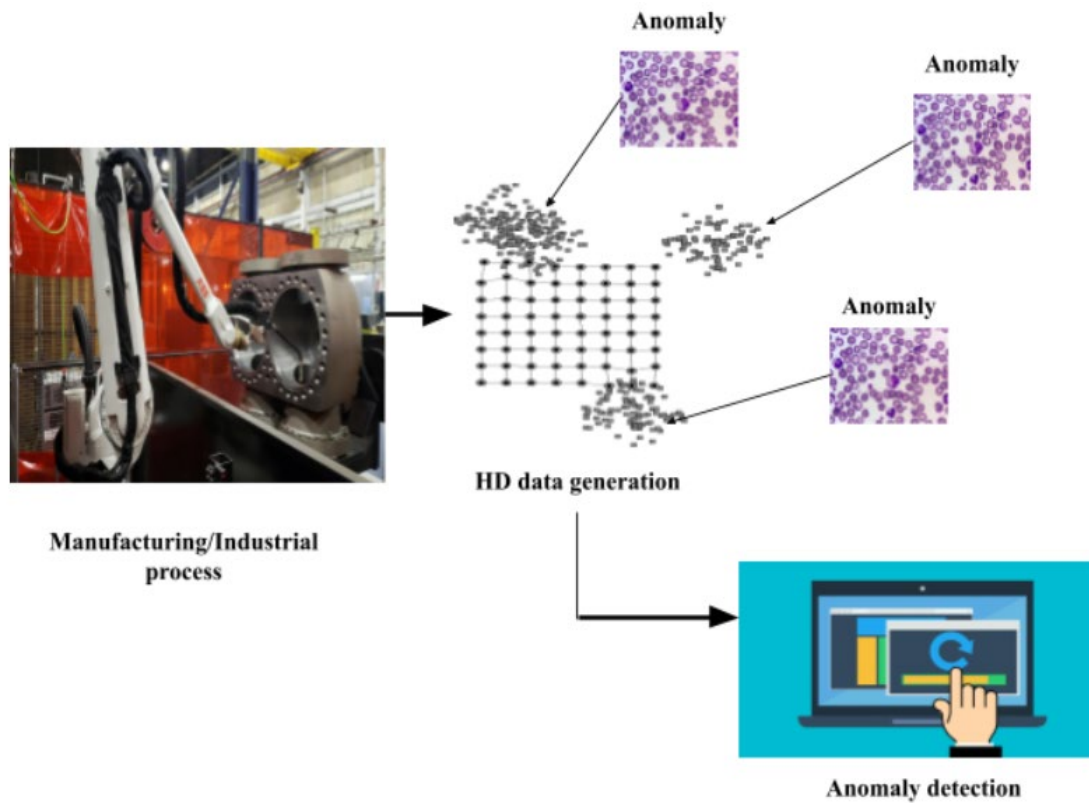 Anomaly
Anomaly
Anomaly
HD data generation
Manufacturing/Industrial
process
Anomaly detection